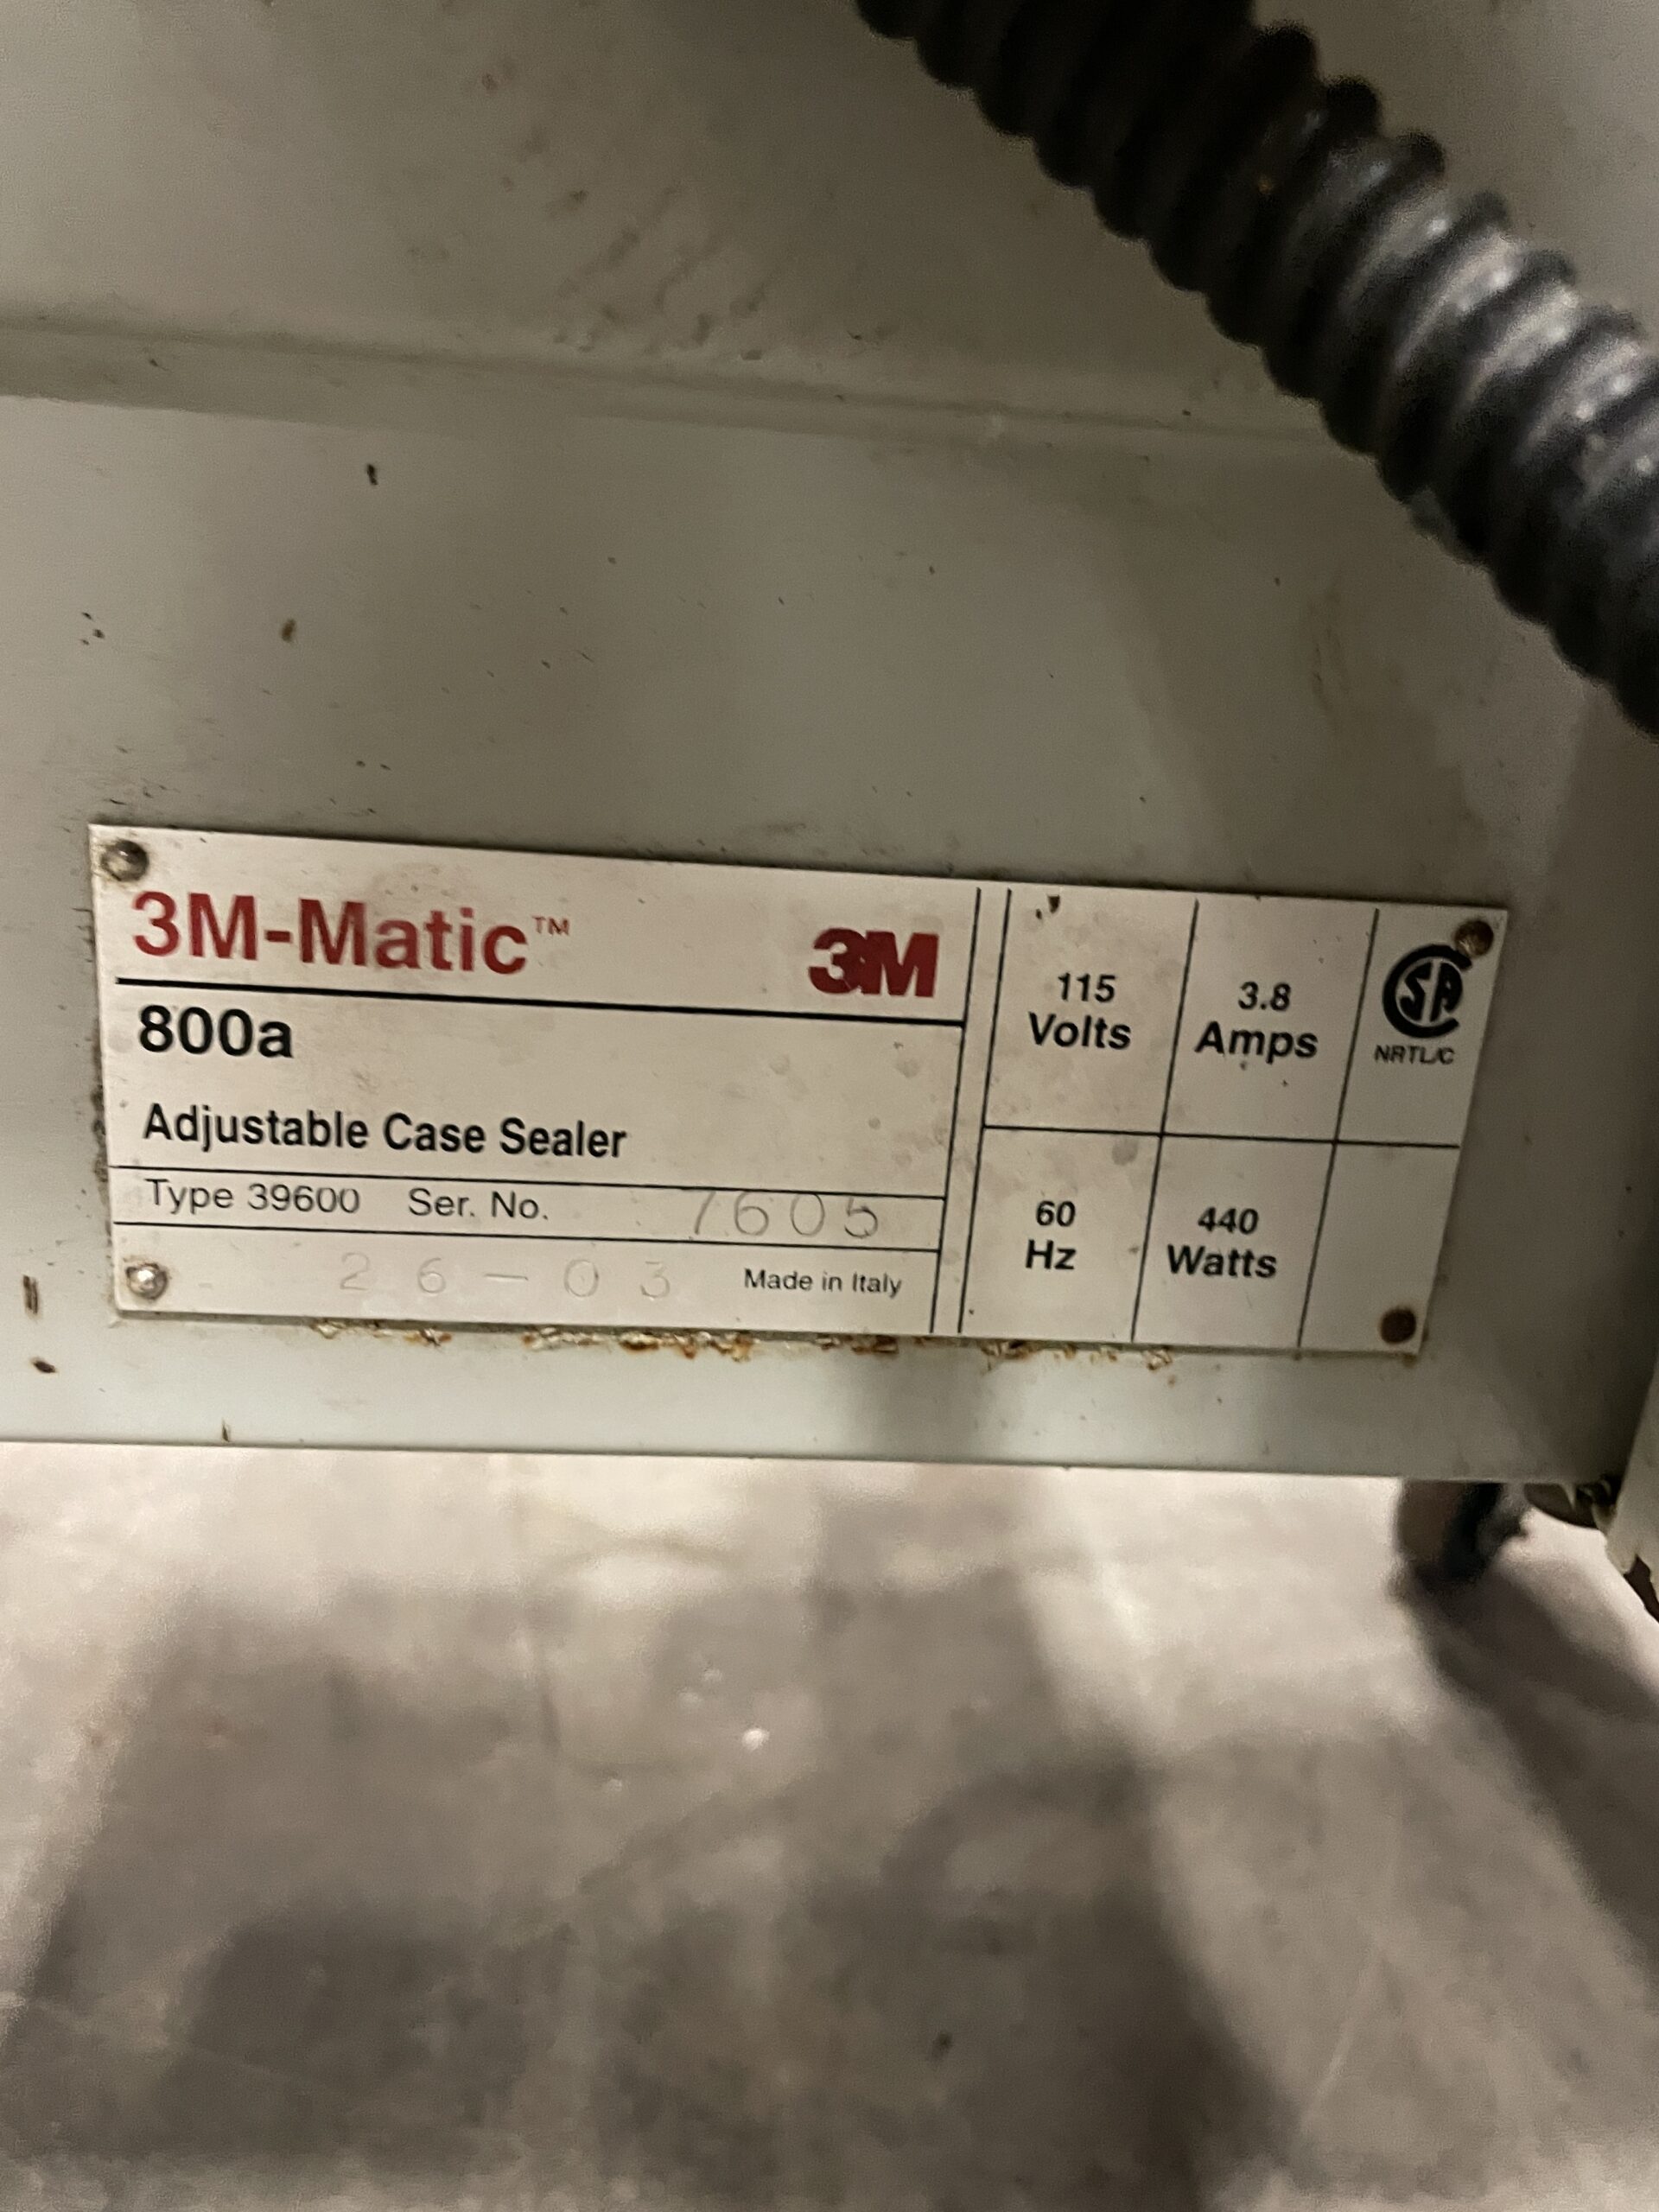 3M-Matic™
3M
800a
Adjustable Case Sealer
Type 39600 Ser. No. 7605
26-03 Made in Italy
115
Volts
3.8
Amps
SA
NRTL/C
60
Hz
440
Watts